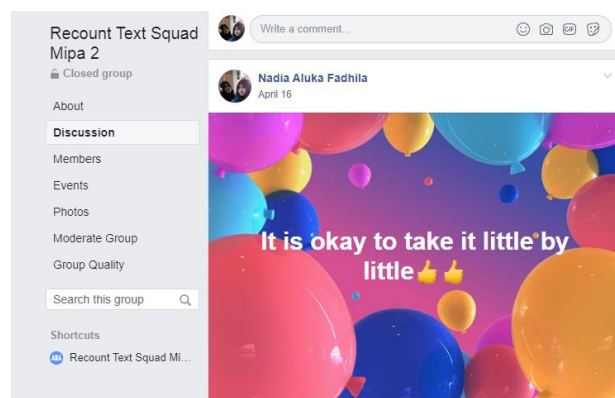 Recount Text Squad
Mipa 2
Closed group
About
Discussion
Members
Events
Photos
Moderate Group
Group Quality
Search this group
Shortcuts
Recount Text Squad Mi...
Write a comment...
GIF
Nadia Aluka Fadhila
April 16
It is okay to take it little by
little👍👍